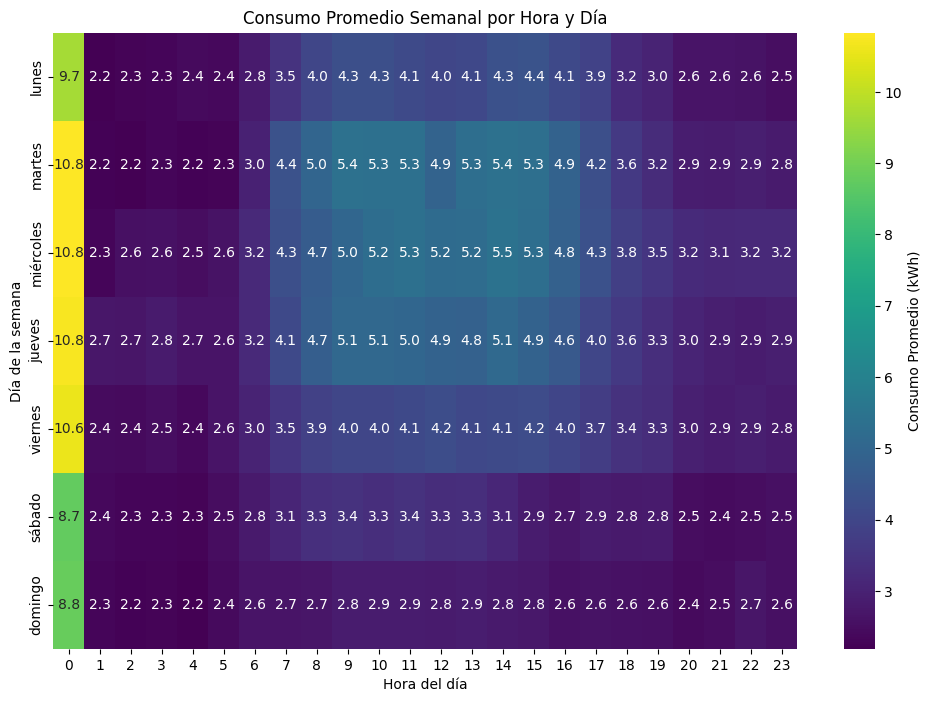 Consumo Promedio Semanal por Hora y Día
lunes 9.7 2.2 2.3 2.3 2.4 2.4 2.8 3.5 4.0 4.3 4.3 4.1 4.0 4.1 4.3 4.4 4.1 3.9 3.2 3.0 2.6 2.6 2.6 2.5
martes 10.8 2.2 2.2 2.3 2.2 2.3 3.0 4.4 5.0 5.4 5.3 5.3 4.9 5.3 5.4 5.3 4.9 4.2 3.6 3.2 2.9 2.9 2.9 2.8
miércoles 10.8 2.3 2.6 2.6 2.5 2.6 3.2 4.3 4.7 5.0 5.2 5.3 5.2 5.2 5.5 5.3 4.8 4.3 3.8 3.5 3.2 3.1 3.2 3.2
jueves 10.8 2.7 2.7 2.8 2.7 2.6 3.2 4.1 4.7 5.1 5.1 5.0 4.9 4.8 5.1 4.9 4.6 4.0 3.6 3.3 3.0 2.9 2.9 2.9
viernes 10.6 2.4 2.4 2.5 2.4 2.6 3.0 3.5 3.9 4.0 4.0 4.1 4.2 4.1 4.1 4.2 4.0 3.7 3.4 3.3 3.0 2.9 2.9 2.8
sábado 8.7 2.4 2.3 2.3 2.3 2.5 2.8 3.1 3.3 3.4 3.3 3.4 3.3 3.3 3.1 2.9 2.7 2.9 2.8 2.8 2.5 2.4 2.5 2.5
domingo 8.8 2.3 2.2 2.3 2.2 2.4 2.6 2.7 2.7 2.8 2.9 2.9 2.8 2.9 2.8 2.8 2.6 2.6 2.6 2.6 2.4 2.5 2.7 2.6
0 1 2 3 4 5 6 7 8 9 10 11 12 13 14 15 16 17 18 19 20 21 22 23
Hora del día
Día de la semana
10
9
8
7
6
5
4
3
Consumo Promedio (kWh)